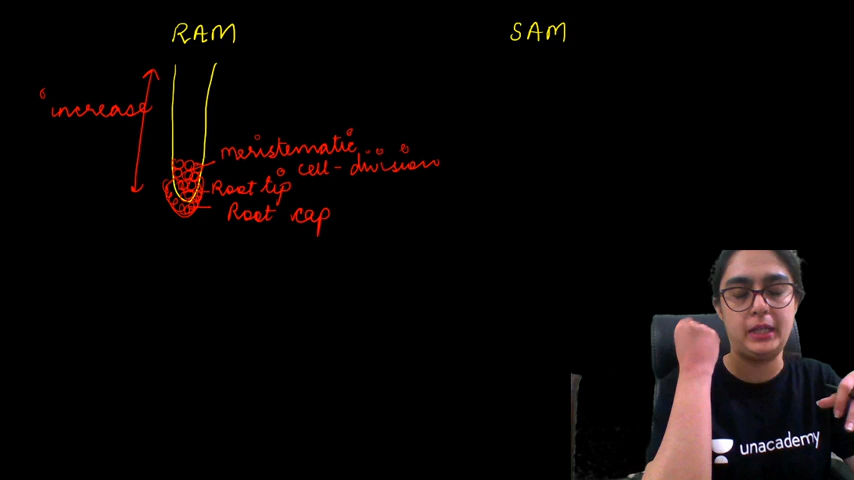 RAM
SAM
increase
meristematic
cell-division
Root tip
Root cap
unacademy